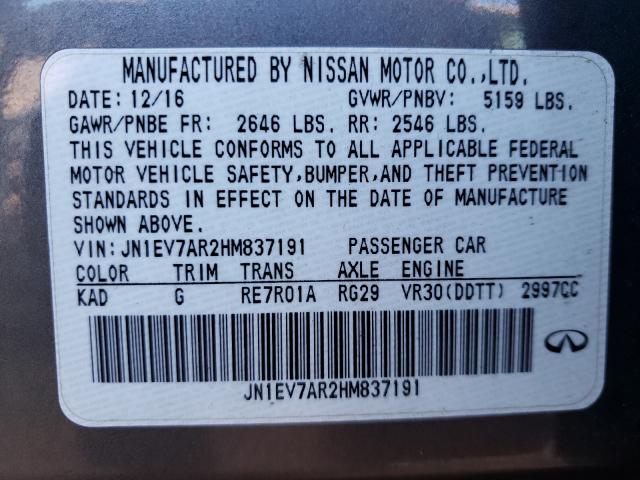 MANUFACTURED BY NISSAN MOTOR CO.,LTD.
DATE: 12/16 GVWR/PNBV: 5159 LBS.
GAWR/PNBE FR: 2646 LBS. RR: 2546 LBS.
THIS VEHICLE CONFORMS TO ALL APPLICABLE FEDERAL
MOTOR VEHICLE SAFETY,BUMPER,AND THEFT PREVENTION
STANDARDS IN EFFECT ON THE DATE OF MANUFACTURE
SHOWN ABOVE.
VIN: JN1EV7AR2HM837191 PASSENGER CAR
COLOR TRIM TRANS AXLE ENGINE
KAD G RE7R01A RG29 VR30(DDTT) 2997CC
JN1EV7AR2HM837191